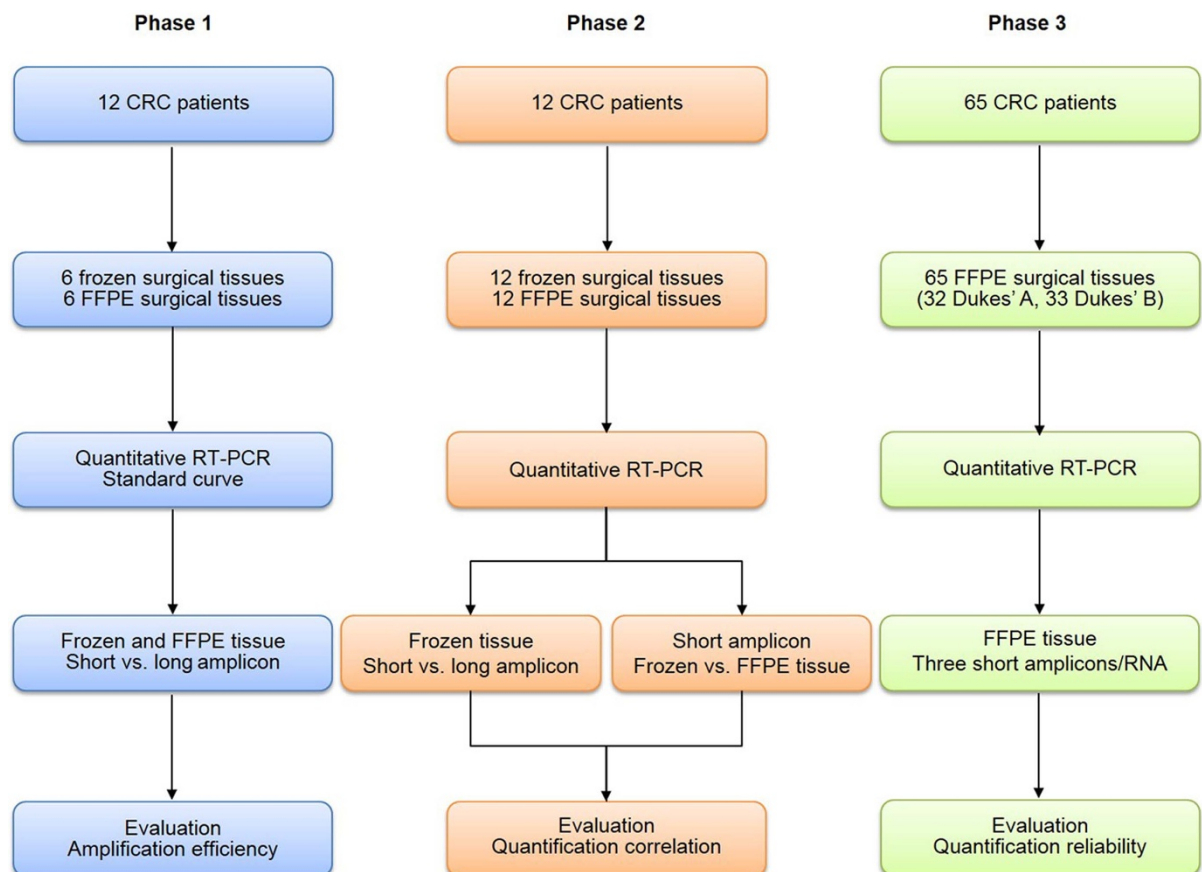 Phase 1
Phase 2
Phase 3
12 CRC patients
12 CRC patients
65 CRC patients
6 frozen surgical tissues
6 FFPE surgical tissues
12 frozen surgical tissues
12 FFPE surgical tissues
65 FFPE surgical tissues
(32 Dukes’ A, 33 Dukes’ B)
Quantitative RT-PCR
Standard curve
Quantitative RT-PCR
Quantitative RT-PCR
Frozen and FFPE tissue
Short vs. long amplicon
Frozen tissue
Short vs. long amplicon
Short amplicon
Frozen vs. FFPE tissue
FFPE tissue
Three short amplicons/RNA
Evaluation
Amplification efficiency
Evaluation
Quantification correlation
Evaluation
Quantification reliability